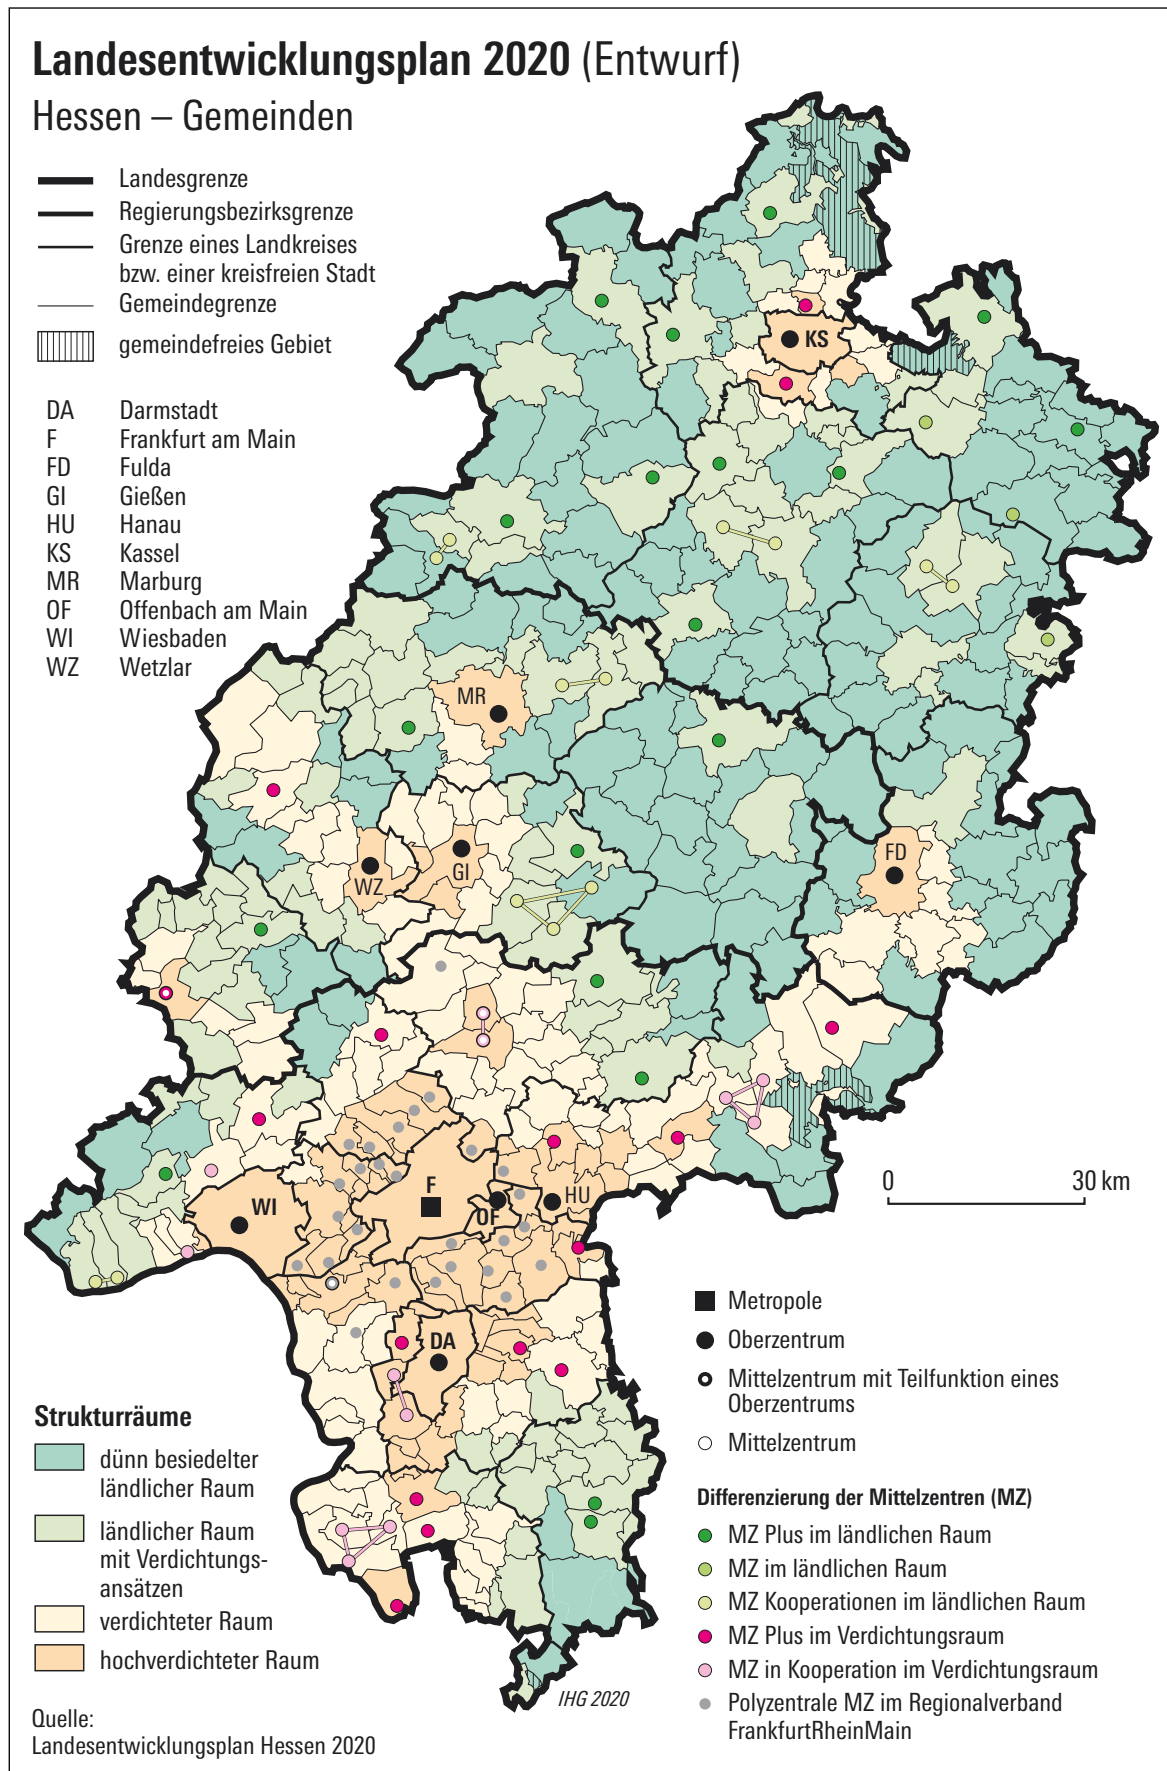 Landesentwicklungsplan 2020 (Entwurf)
Hessen – Gemeinden
Landesgrenze
Regierungsbezirksgrenze
Grenze eines Landkreises
bzw. einer kreisfreien Stadt
Gemeindegrenze
gemeindefreies Gebiet
DA Darmstadt
F Frankfurt am Main
FD Fulda
GI Gießen
HU Hanau
KS Kassel
MR Marburg
OF Offenbach am Main
WI Wiesbaden
WZ Wetzlar
KS
MR
WZ
GI
FD
F
HU
OF
WI
DA
0 30 km
Metropole
Oberzentrum
Mittelzentrum mit Teilfunktion eines
Oberzentrums
Mittelzentrum
Differenzierung der Mittelzentren (MZ)
MZ Plus im ländlichen Raum
MZ im ländlichen Raum
MZ Kooperationen im ländlichen Raum
MZ Plus im Verdichtungsraum
MZ in Kooperation im Verdichtungsraum
Polyzentrale MZ im Regionalverband
FrankfurtRheinMain
Strukturräume
dünn besiedelter
ländlicher Raum
ländlicher Raum
mit Verdichtungs-
ansätzen
verdichteter Raum
hochverdichteter Raum
IHG 2020
Quelle:
Landesentwicklungsplan Hessen 2020